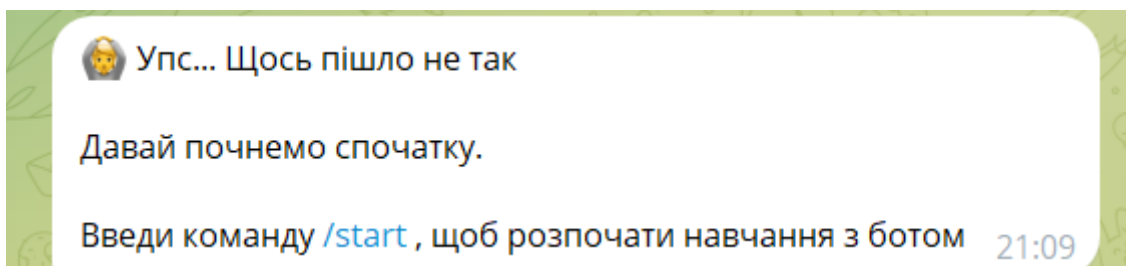 Упс... Щось пішло не так
Давай почнемо спочатку.
Введи команду /start , щоб розпочати навчання з ботом
21:09